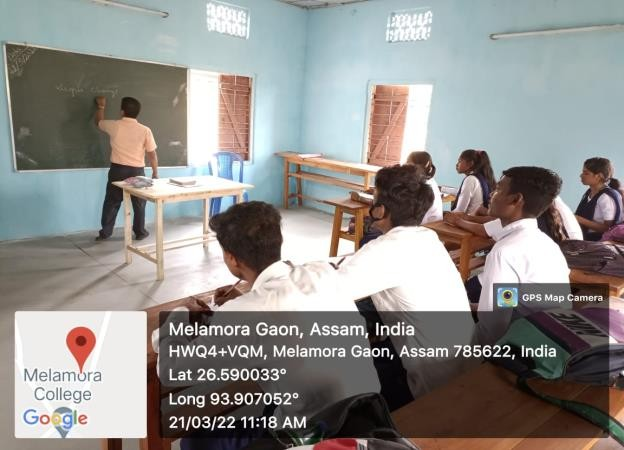 GPS Map Camera
Melamora Gaon, Assam, India
HWQ4+VQM, Melamora Gaon, Assam 785622, India
Lat 26.590033°
Long 93.907052°
21/03/22 11:18 AM
Melamora
College
Google